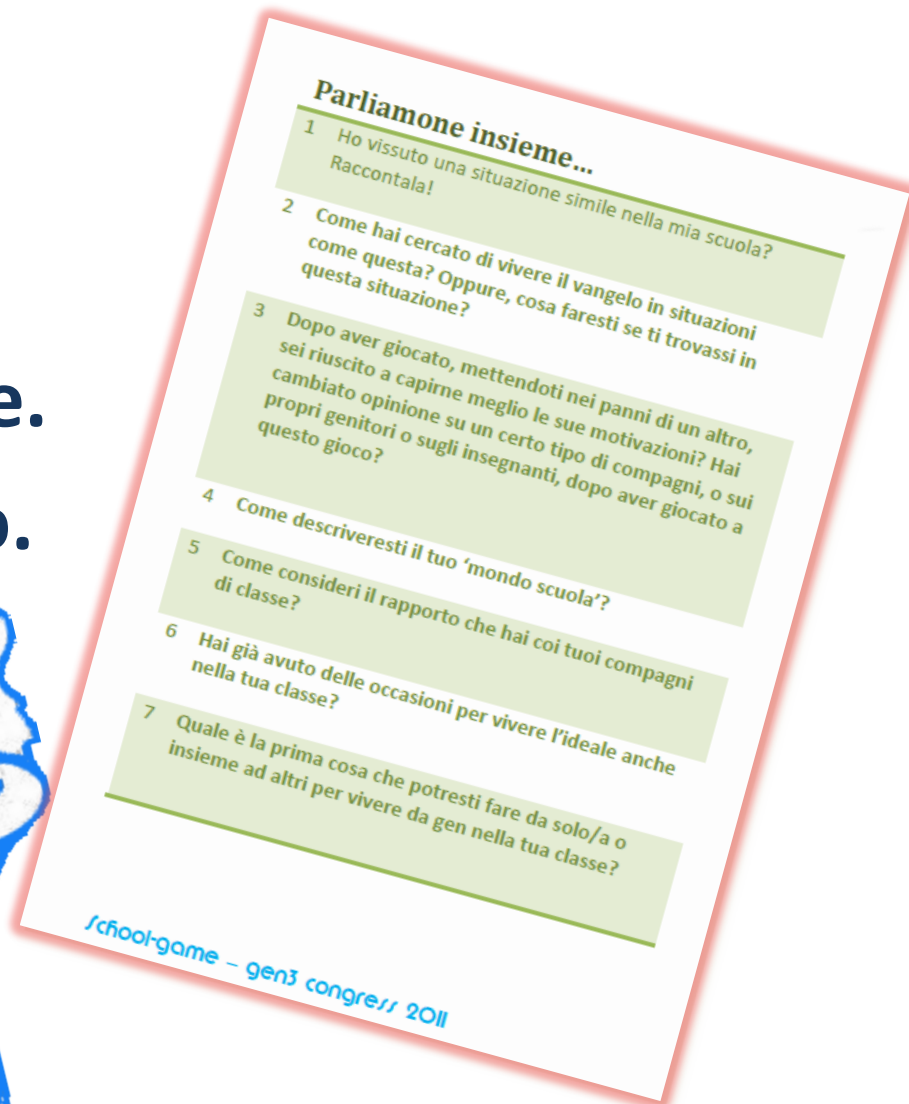 e.
o.
Parliamone insieme...
1 Ho vissuto una situazione simile nella mia scuola?
Raccontala!
2 Come hai cercato di vivere il vangelo in situazioni
come questa? Oppure, cosa faresti se ti trovassi in
questa situazione?
3 Dopo aver giocato, mettendoti nei panni di un altro,
sei riuscito a capirne meglio le sue motivazioni? Hai
cambiato opinione su un certo tipo di compagni, o sui
propri genitori o sugli insegnanti, dopo aver giocato a
questo gioco?
4 Come descriveresti il tuo ‘mondo scuola’?
5 Come consideri il rapporto che hai coi tuoi compagni
di classe?
6 Hai già avuto delle occasioni per vivere l’ideale anche
nella tua classe?
7 Quale è la prima cosa che potresti fare da solo/a o
insieme ad altri per vivere da gen nella tua classe?
school-game – gen3 congress 2011